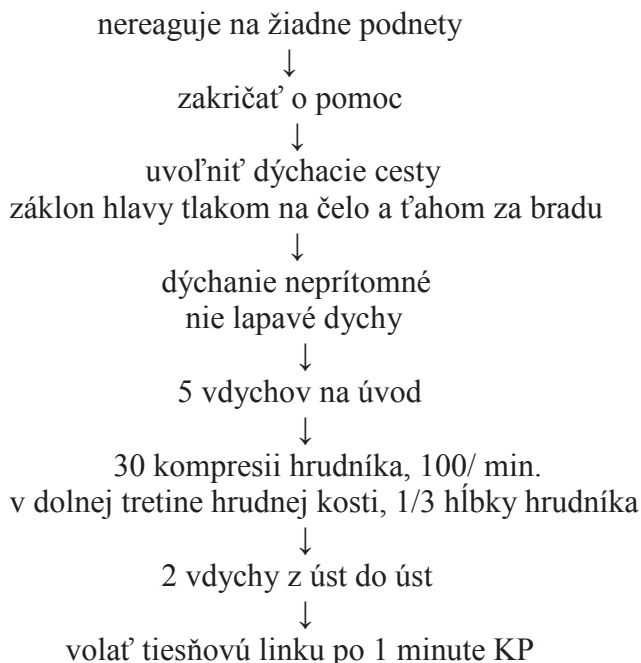 nereaguje na žiadne podnety
↓
zakričať o pomoc
↓
uvoľniť dýchacie cesty
záklon hlavy tlakom na čelo a ťahom za bradu
↓
dýchanie neprítomné
nie lapavé dychy
↓
5 vdychov na úvod
↓
30 kompresii hrudníka, 100/ min.
v dolnej tretine hrudnej kosti, 1/3 hĺbky hrudníka
↓
2 vdychy z úst do úst
↓
volať tiesňovú linku po 1 minute KP